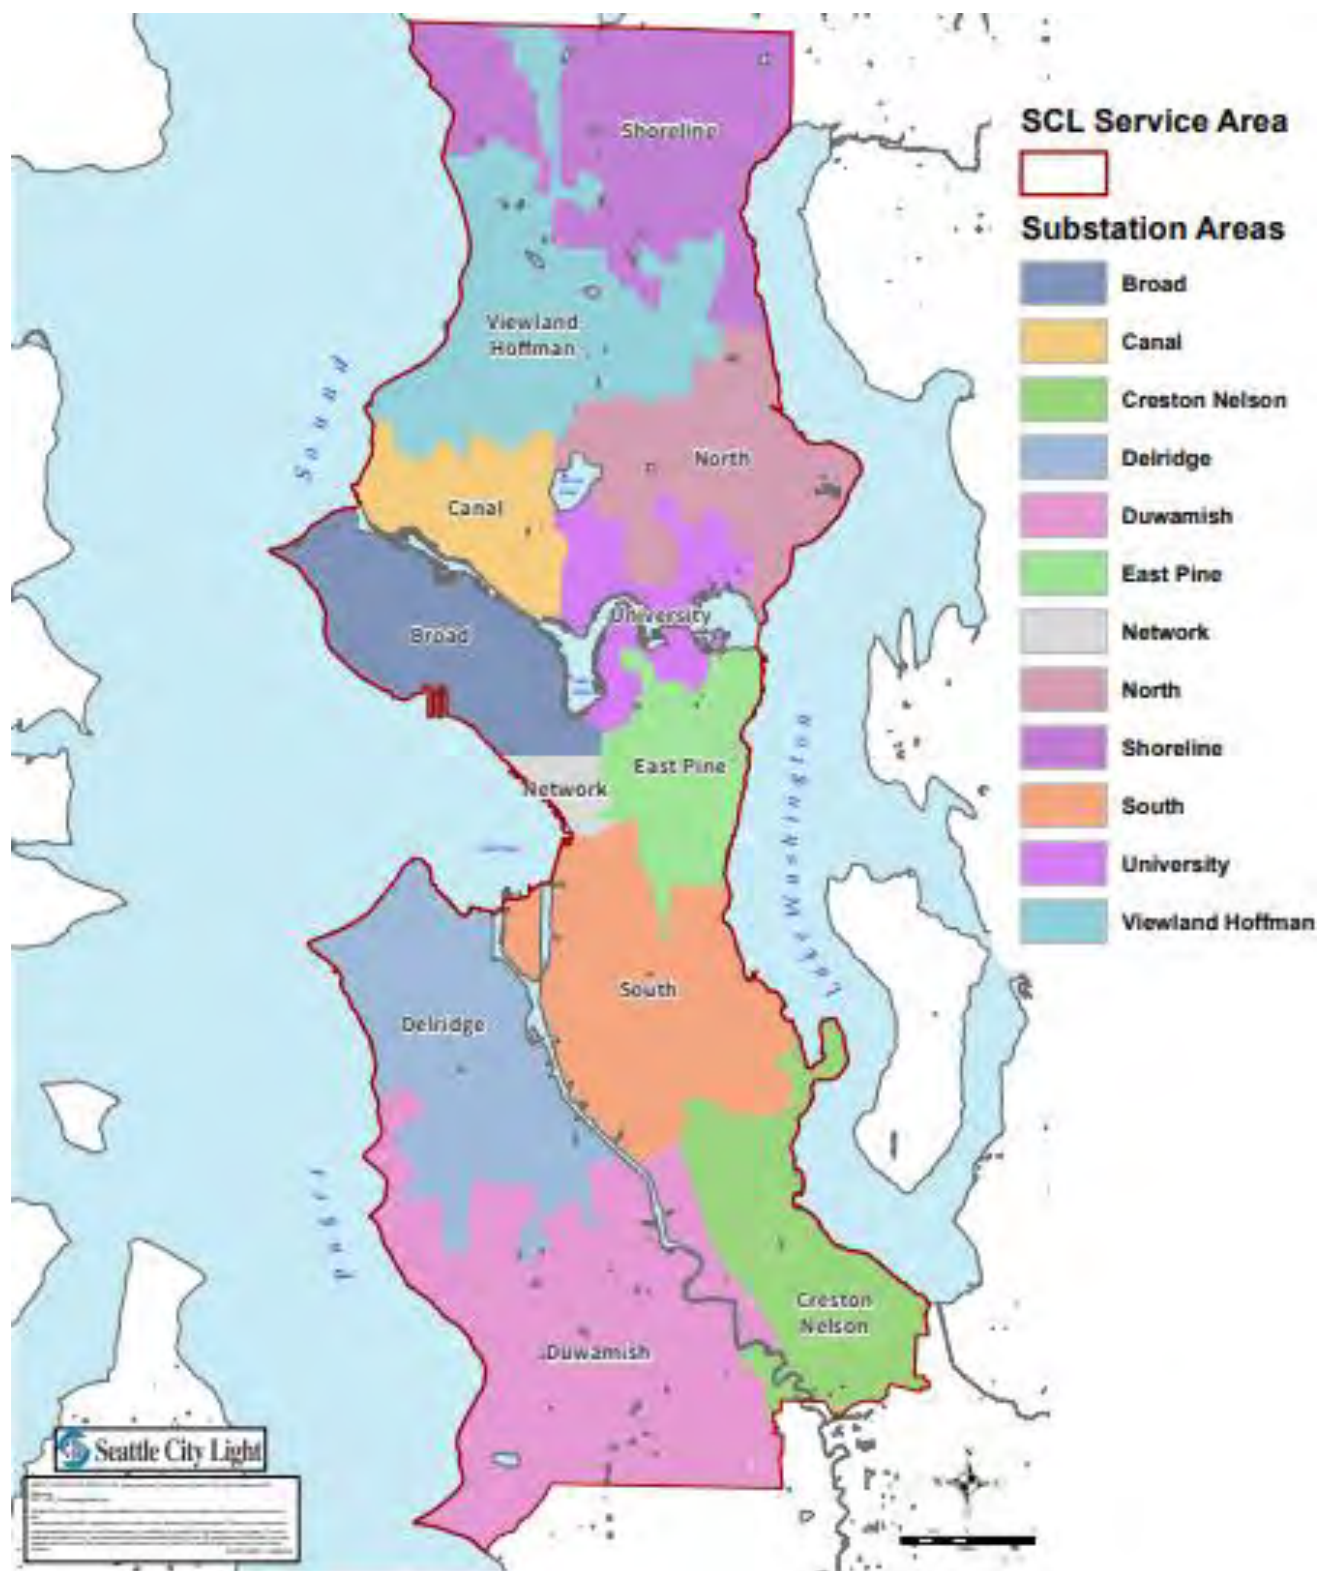 Shoreline
Viewland
Hoffman
North
Canal
University
Broad
East Pine
Network
South
Delridge
Creston
Nelson
Duwamish
Sound
Lake Washington
Puget
SCL Service Area
Substation Areas
Broad
Canal
Creston Nelson
Delridge
Duwamish
East Pine
Network
North
Shoreline
South
University
Viewland Hoffman
Seattle City Light